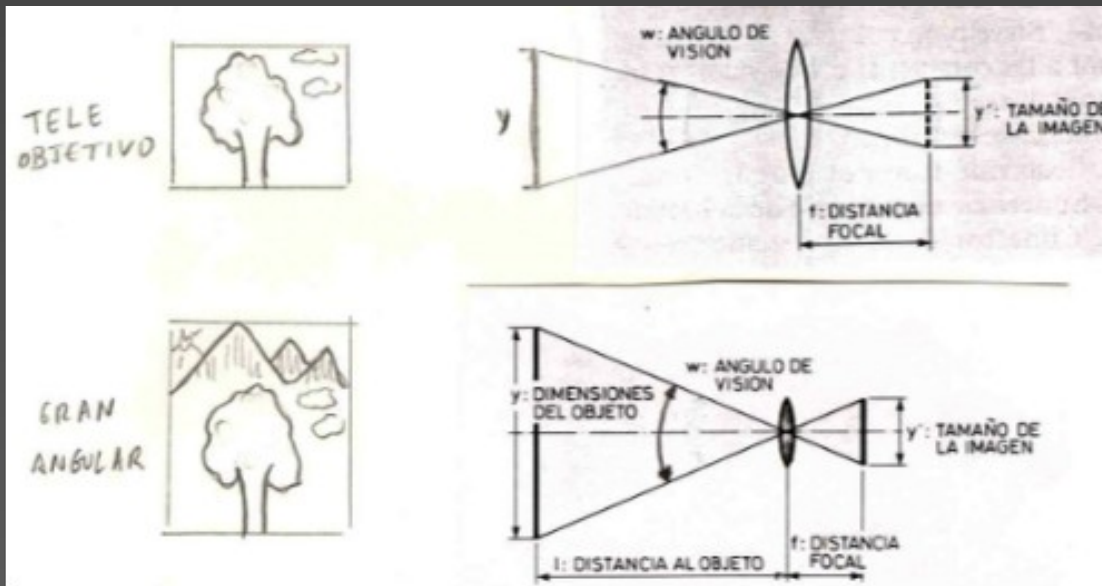 TELE
OBJETIVO
w: ANGULO DE
VISION
y
y': TAMAÑO DE
LA IMAGEN
f: DISTANCIA
FOCAL
GRAN
ANGULAR
w: ANGULO DE
VISION
y: DIMENSIONES
DEL OBJETO
y': TAMAÑO DE
LA IMAGEN
l: DISTANCIA AL OBJETO
f: DISTANCIA
FOCAL